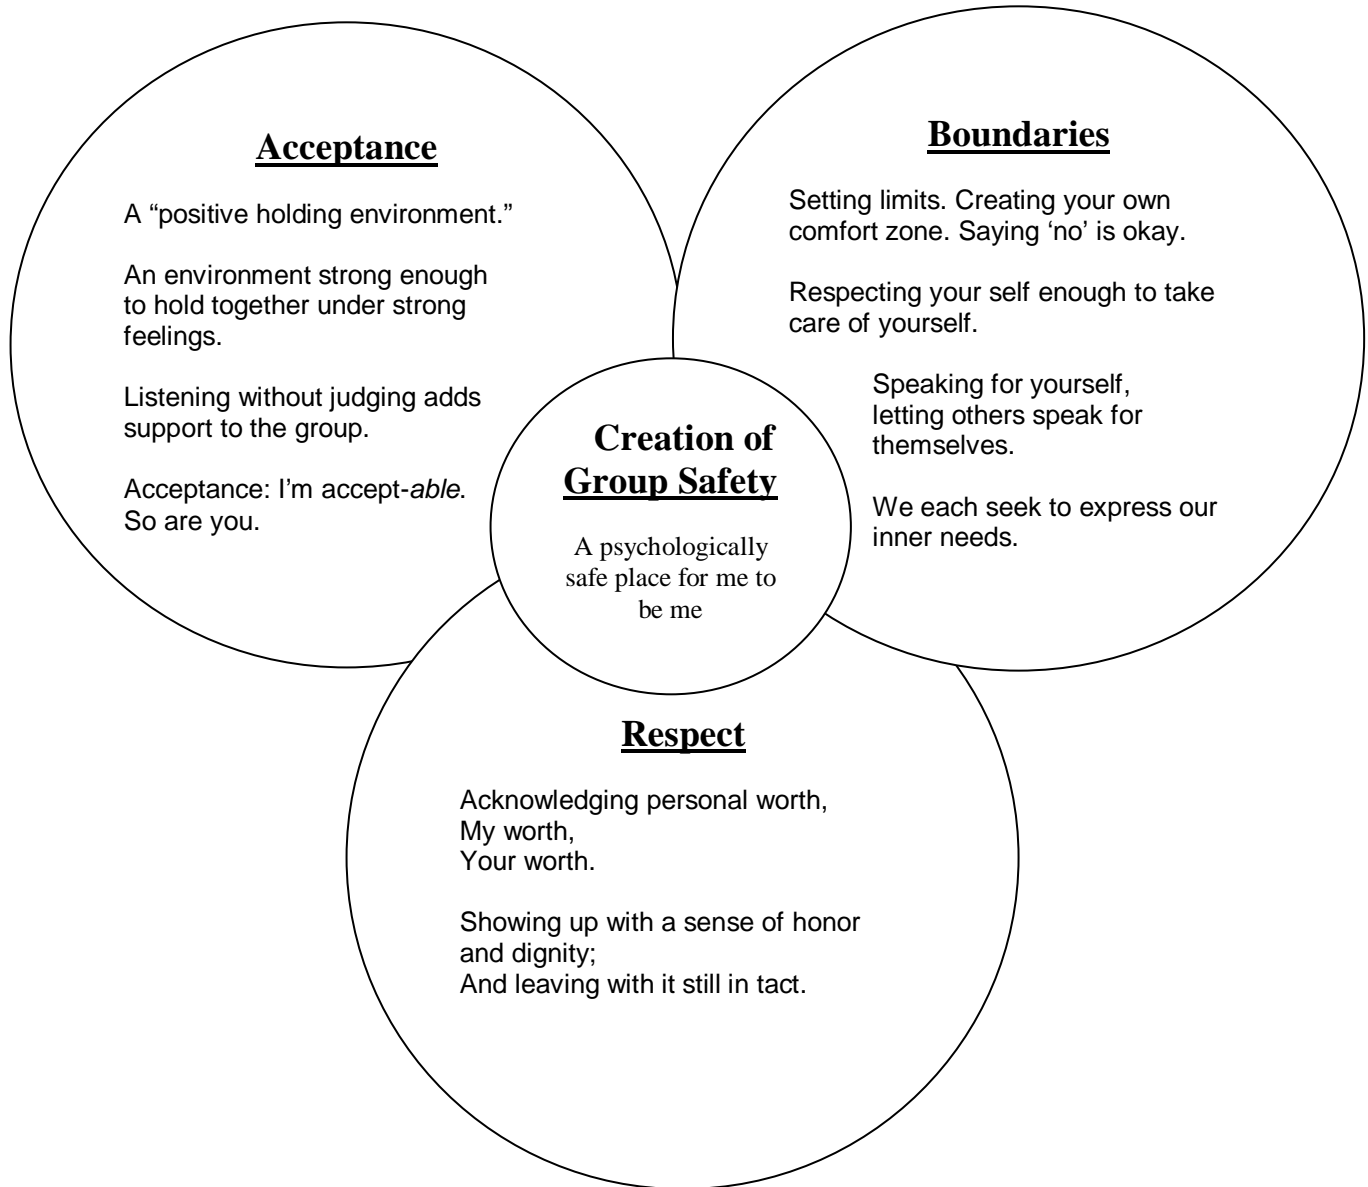 Acceptance
A “positive holding environment.”
An environment strong enough
to hold together under strong
feelings.
Listening without judging adds
support to the group.
Acceptance: I’m accept-able.
So are you.
Boundaries
Setting limits. Creating your own
comfort zone. Saying ‘no’ is okay.
Respecting your self enough to take
care of yourself.
Speaking for yourself,
letting others speak for
themselves.
We each seek to express our
inner needs.
Creation of
Group Safety
A psychologically
safe place for me to
be me
Respect
Acknowledging personal worth,
My worth,
Your worth.
Showing up with a sense of honor
and dignity;
And leaving with it still in tact.